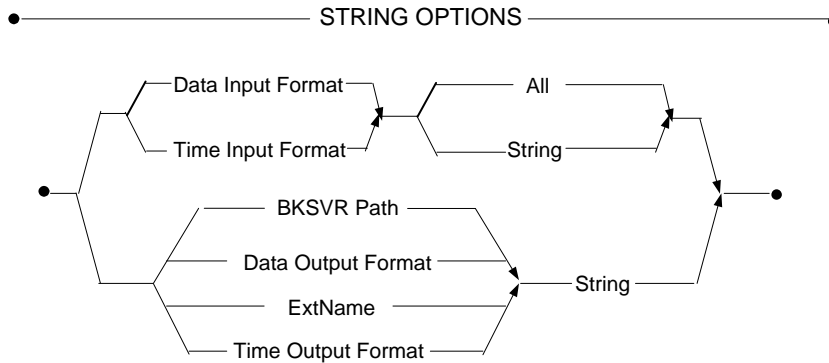 STRING OPTIONS
Data Input Format
All
Time Input Format
String
BKSVR Path
Data Output Format
String
ExtName
Time Output Format